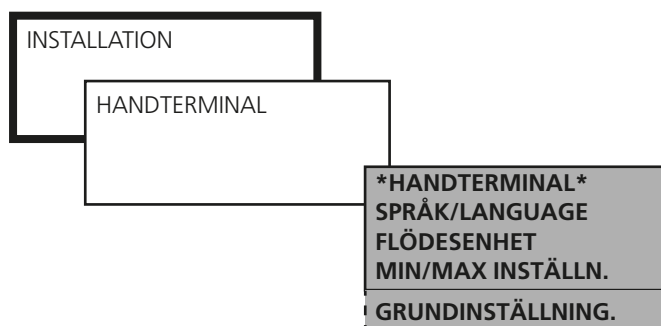 INSTALLATION
HANDTERMINAL
*HANDTERMINAL*
SPRÅK/LANGUAGE
FLÖDESENHET
MIN/MAX INSTÄLLN.
GRUNDINSTÄLLNING.